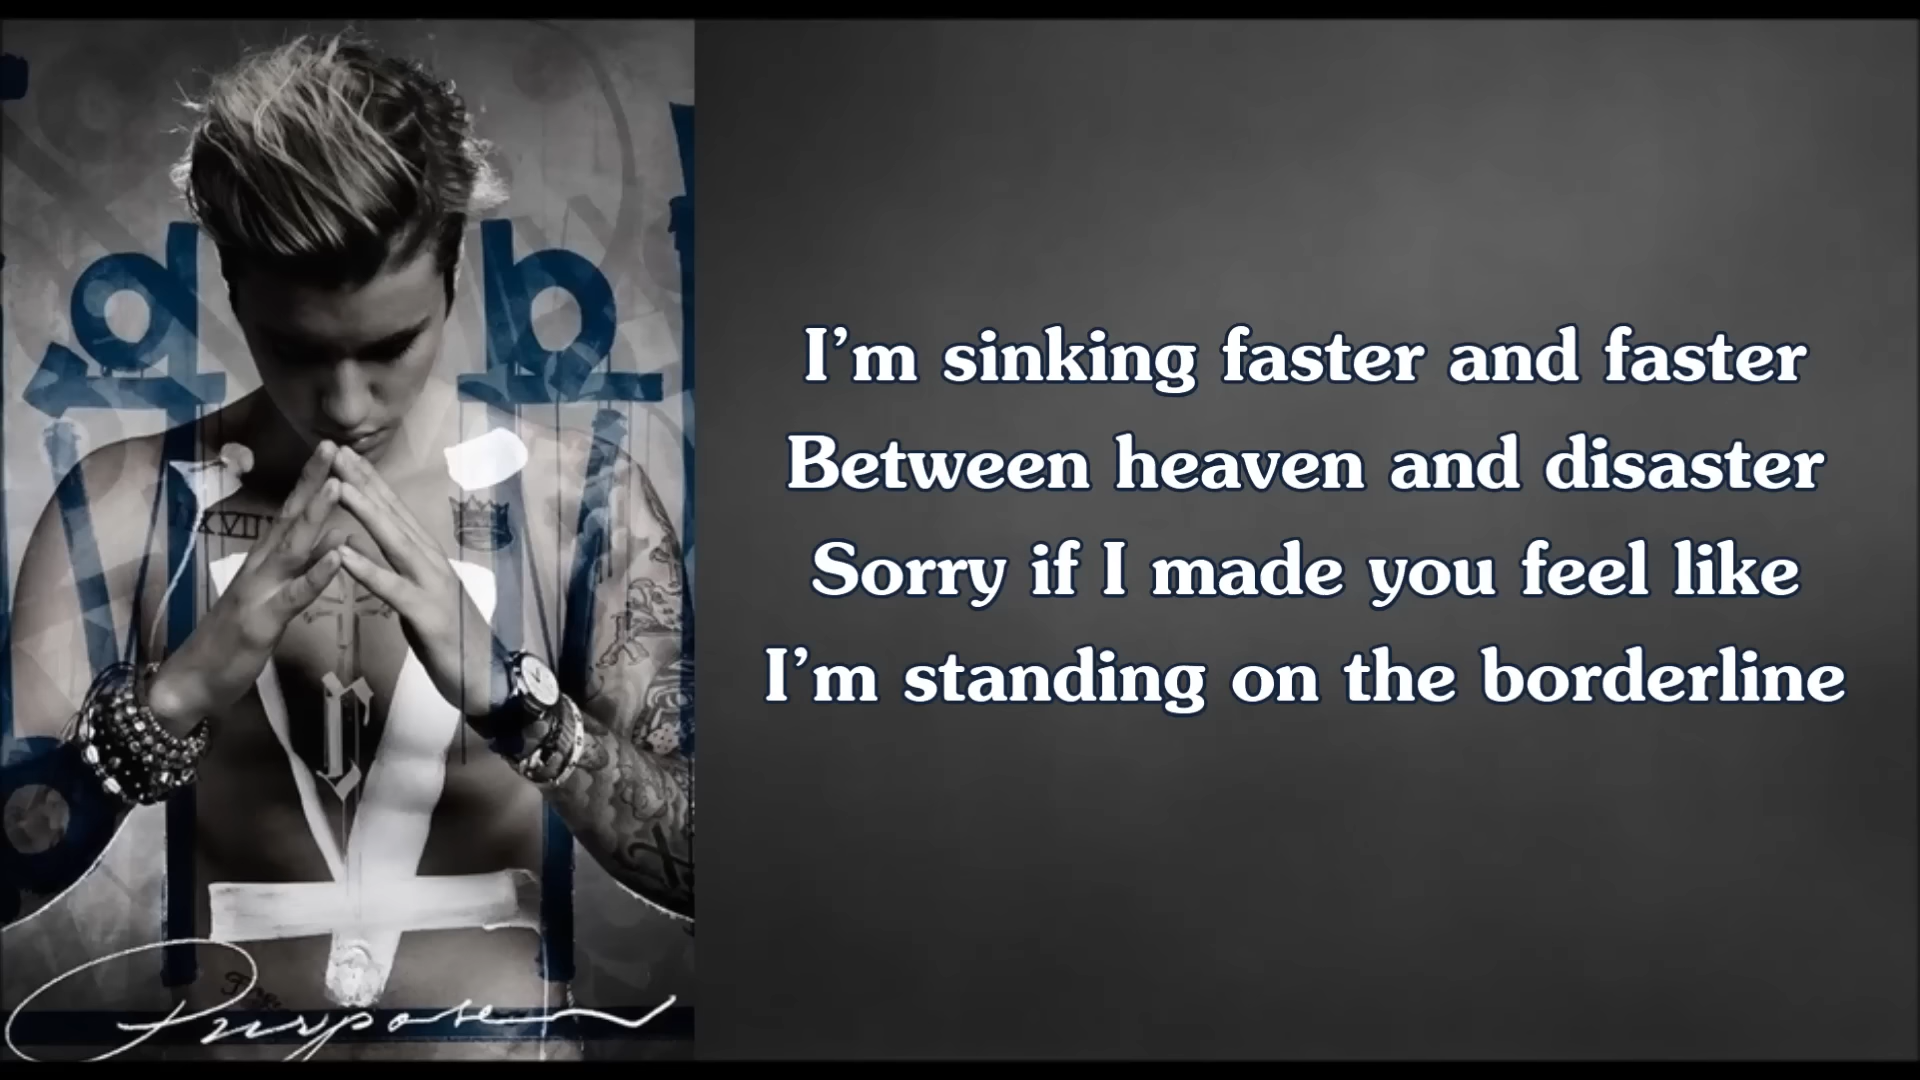 I'm sinking faster and faster
Between heaven and disaster
Sorry if I made you feel like
I'm standing on the borderline
Purpose